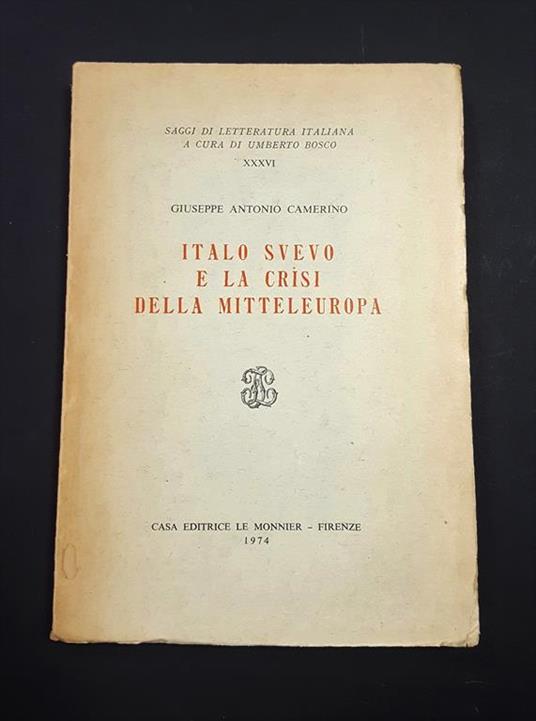 SAGGI DI LETTERATURA ITALIANA
A CURA DI UMBERTO BOSCO
XXXVI
GIUSEPPE ANTONIO CAMERINO
ITALO SVEVO
E LA CRISI
DELLA MITTELEUROPA
CASA EDITRICE LE MONNIER – FIRENZE
1974